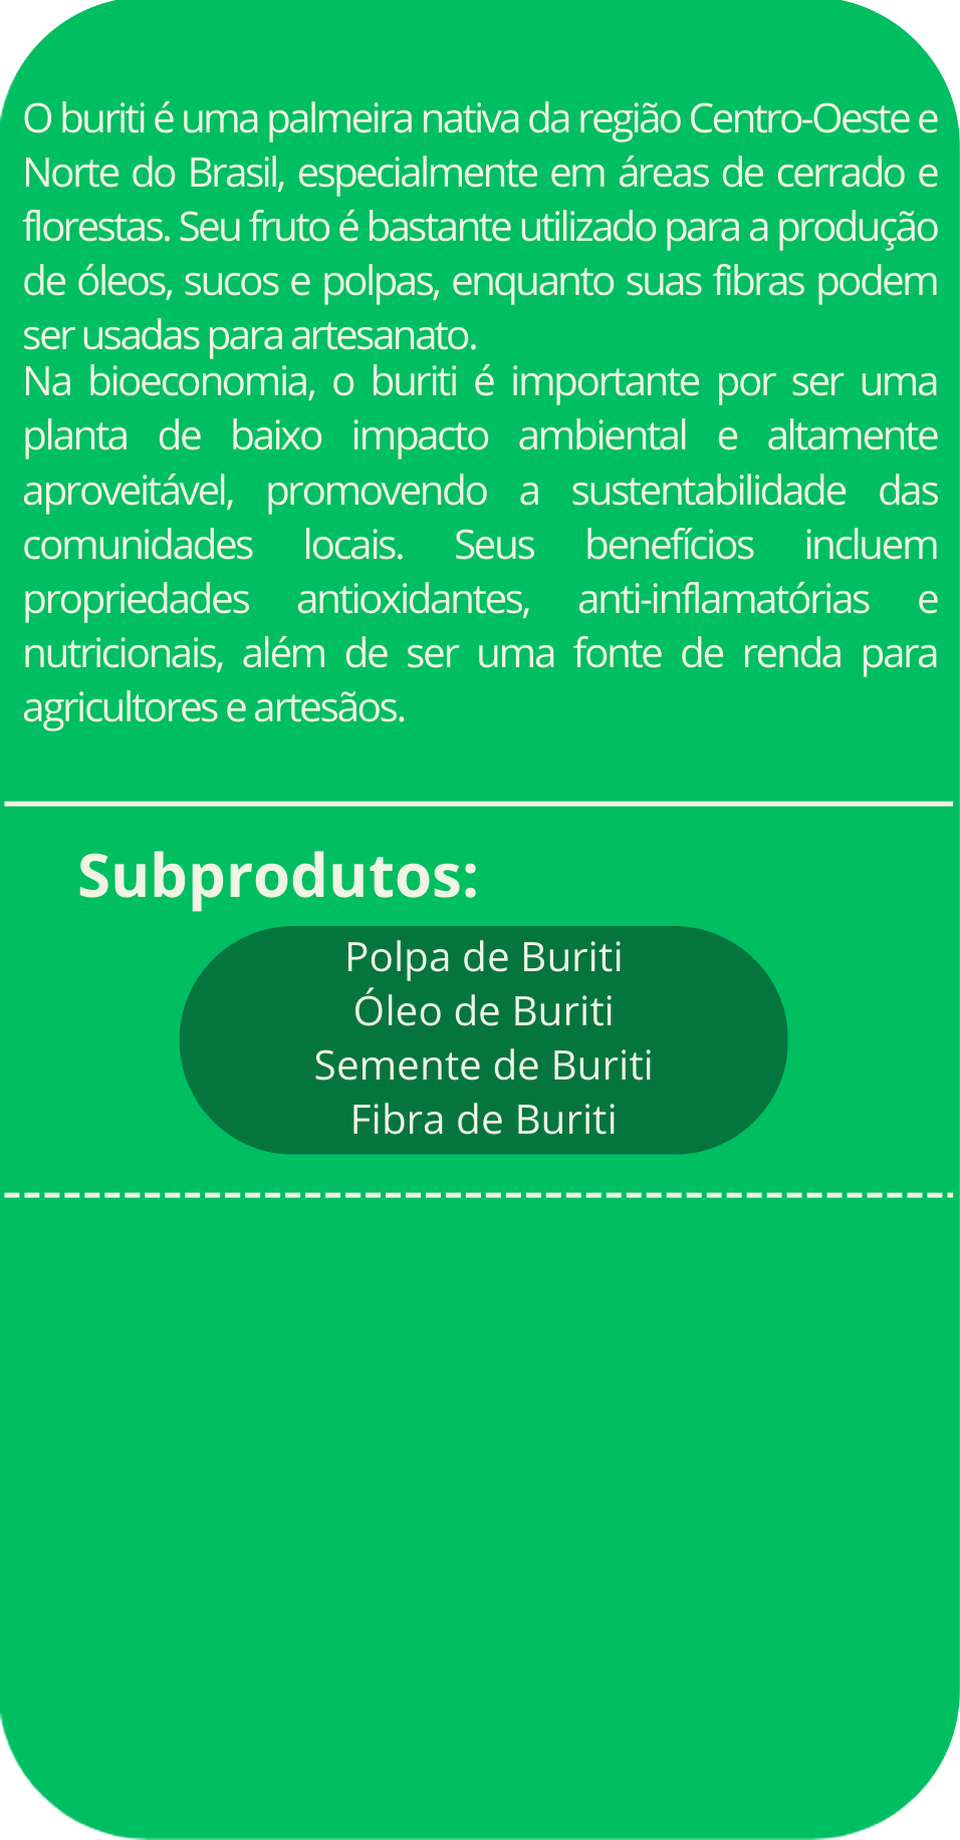 O buriti é uma palmeira nativa da região Centro-Oeste e
Norte do Brasil, especialmente em áreas de cerrado e
florestas. Seu fruto é bastante utilizado para a produção
de óleos, sucos e polpas, enquanto suas fibras podem
ser usadas para artesanato.
Na bioeconomia, o buriti é importante por ser uma
planta de baixo impacto ambiental e altamente
aproveitável, promovendo a sustentabilidade das
comunidades locais. Seus benefícios incluem
propriedades antioxidantes, anti-inflamatórias e
nutricionais, além de ser uma fonte de renda para
agricultores e artesãos.
Subprodutos:
Polpa de Buriti
Óleo de Buriti
Semente de Buriti
Fibra de Buriti